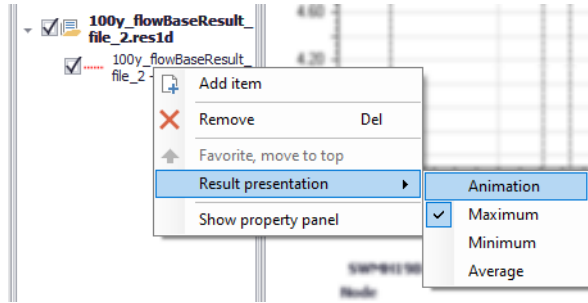 100y_flowBaseResult_
file_2.res1d
100y_flowBaseResult_
file_2 -
Add item
Remove Del
Favorite, move to top
Result presentation
Show property panel
Animation
Maximum
Minimum
Average
4.60
4.20
Node